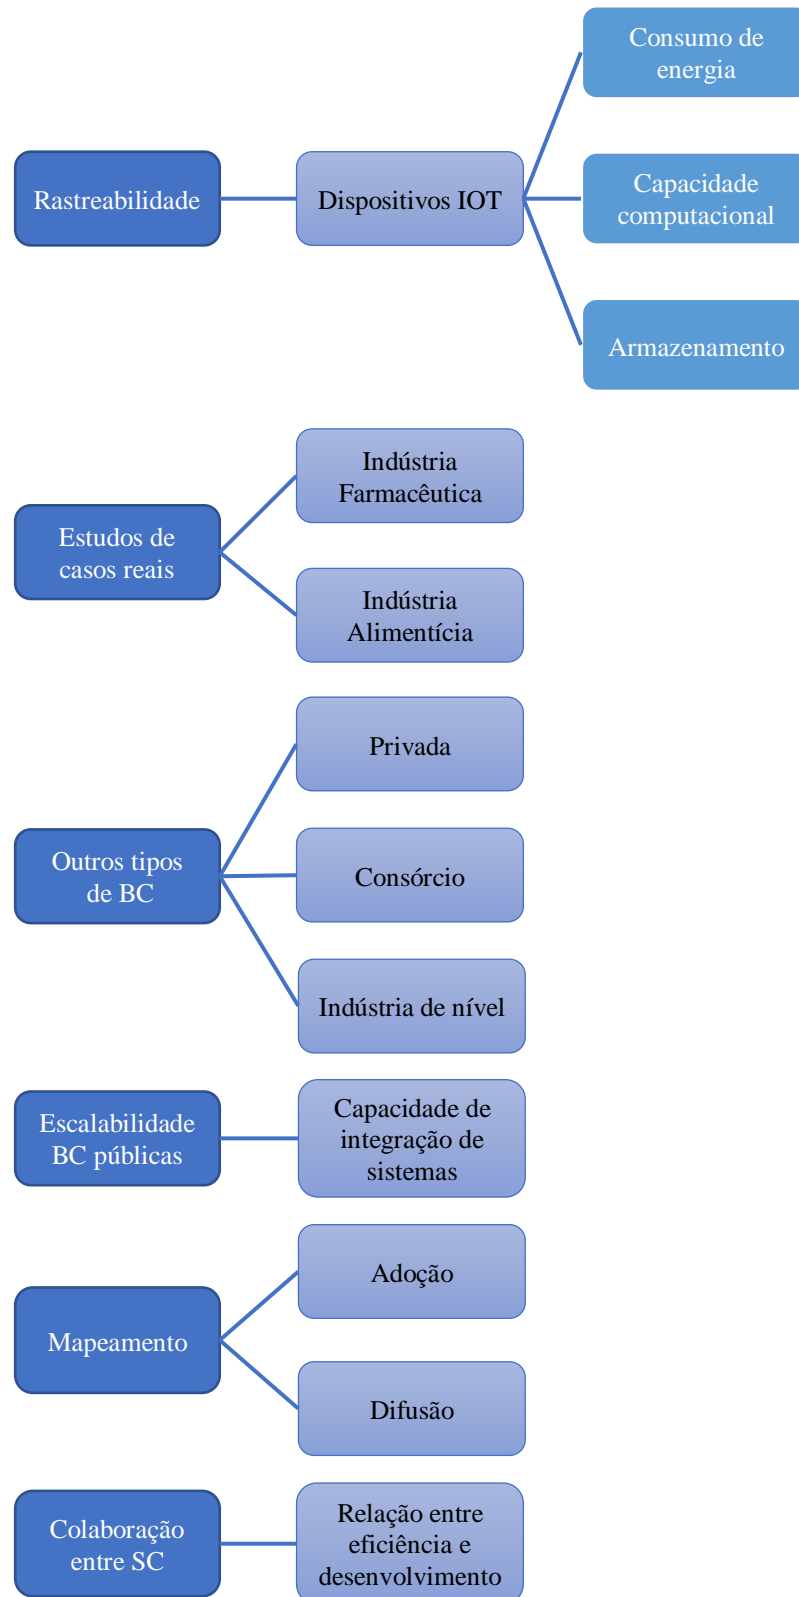 Consumo de
energia
Rastreabilidade
Dispositivos IOT
Capacidade
computacional
Armazenamento
Indústria
Farmacêutica
Estudos de
casos reais
Indústria
Alimentícia
Privada
Outros tipos
de BC
Consórcio
Indústria de nível
Escalabilidade
BC públicas
Capacidade de
integração de
sistemas
Adoção
Mapeamento
Difusão
Colaboração
entre SC
Relação entre
eficiência e
desenvolvimento